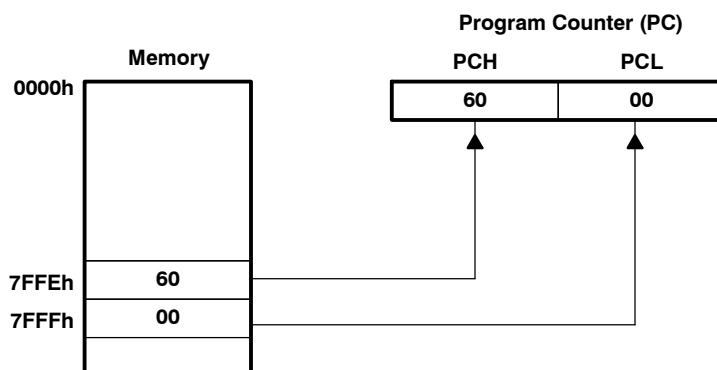 Program Counter (PC)
Memory
PCH PCL
0000h
60 00
7FFEh 60
7FFFh 00